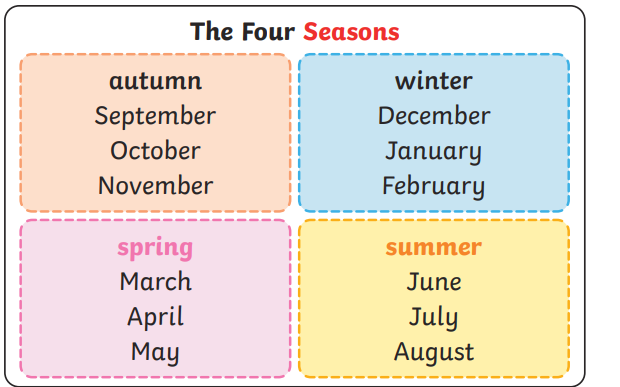 The Four Seasons
autumn
September
October
November
winter
December
January
February
spring
March
April
May
summer
June
July
August